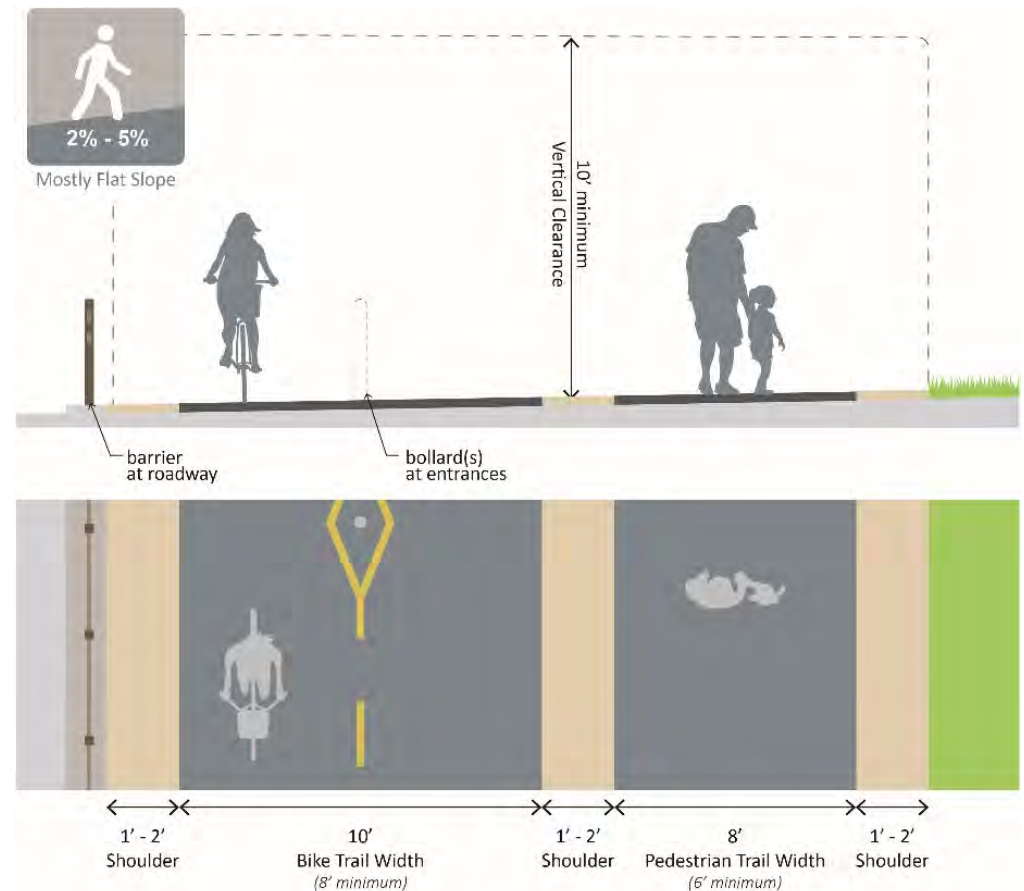 2% - 5%
Mostly Flat Slope
10' minimum
Vertical Clearance
barrier
at roadway
bollard(s)
at entrances
1' - 2'
Shoulder
10'
Bike Trail Width
(8' minimum)
1' - 2'
Shoulder
8'
Pedestrian Trail Width
(6' minimum)
1' - 2'
Shoulder